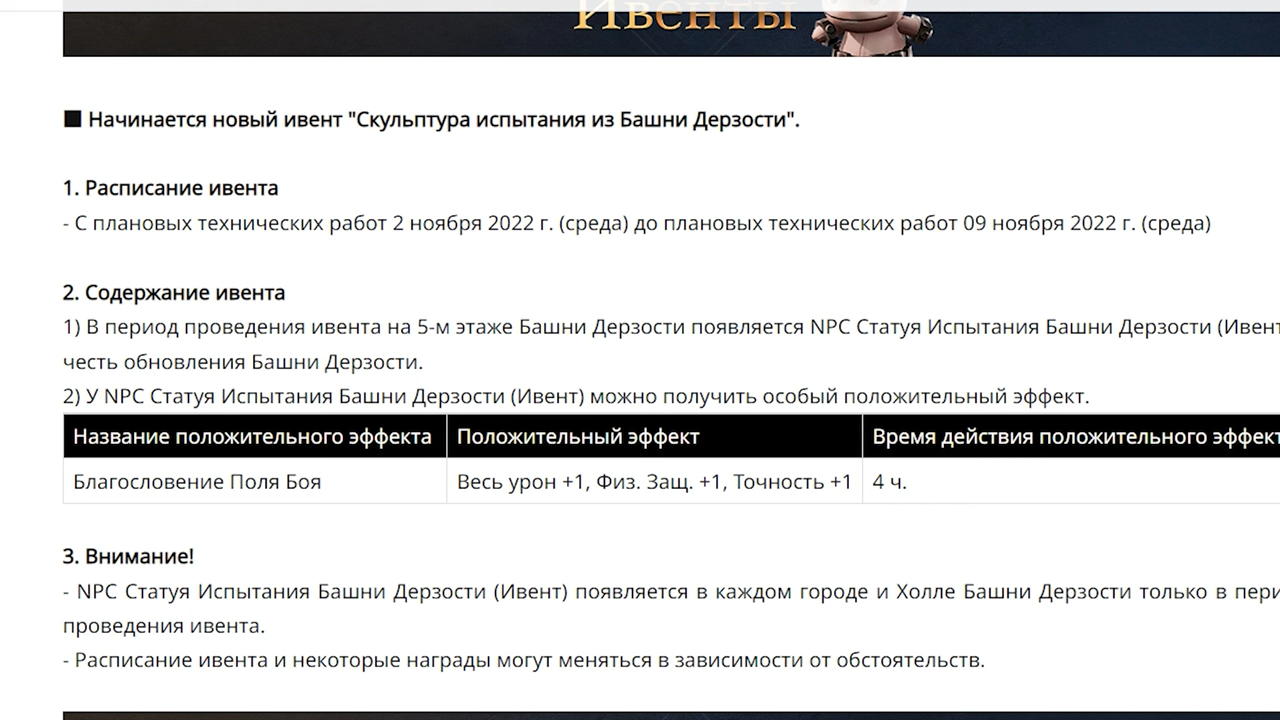 Ивенты
■ Начинается новый ивент "Скульптура испытания из Башни Дерзости".
1. Расписание ивента
- С плановых технических работ 2 ноября 2022 г. (среда) до плановых технических работ 09 ноября 2022 г. (среда)
2. Содержание ивента
1) В период проведения ивента на 5-м этаже Башни Дерзости появляется NPC Статуя Испытания Башни Дерзости (Ивент
честь обновления Башни Дерзости.
2) У NPC Статуя Испытания Башни Дерзости (Ивент) можно получить особый положительный эффект.
Название положительного эффекта Положительный эффект Время действия положительного эффект
Благословение Поля Боя Весь урон +1, Физ. Защ. +1, Точность +1 4 ч.
3. Внимание!
- NPC Статуя Испытания Башни Дерзости (Ивент) появляется в каждом городе и Холле Башни Дерзости только в пери
проведения ивента.
- Расписание ивента и некоторые награды могут меняться в зависимости от обстоятельств.